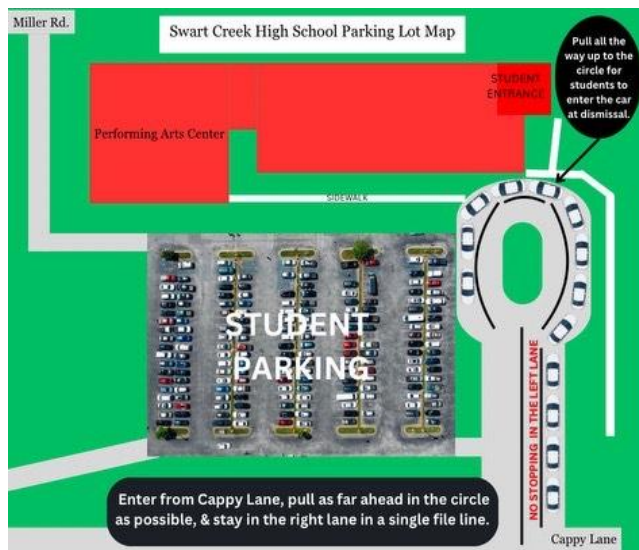 Miller Rd.
Swart Creek High School Parking Lot Map
Pull all the
way up to the
circle for
students to
enter the car
at dismissal.
STUDENT
ENTRANCE
Performing Arts Center
SIDEWALK
STUDENT
PARKING
NO STOPPING IN THE LEFT LANE
Enter from Cappy Lane, pull as far ahead in the circle
as possible, & stay in the right lane in a single file line.
Cappy Lane